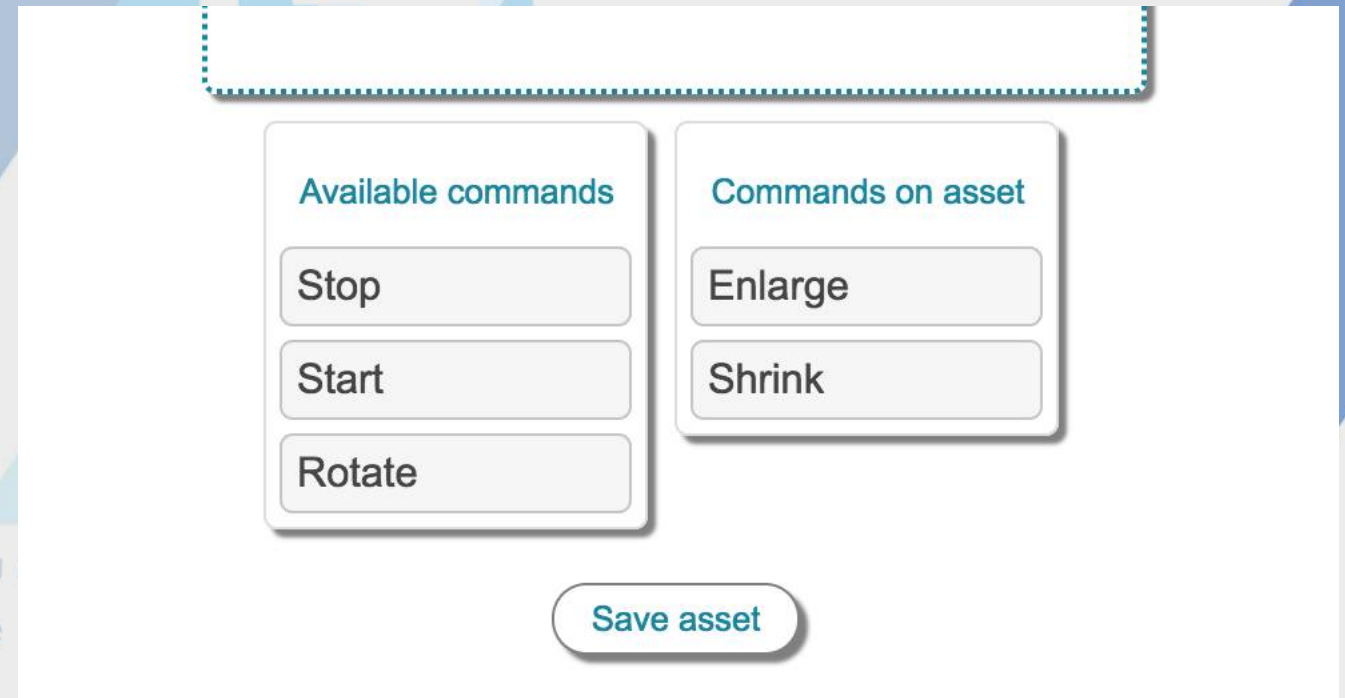 Available commands
Stop
Start
Rotate
Commands on asset
Enlarge
Shrink
Save asset